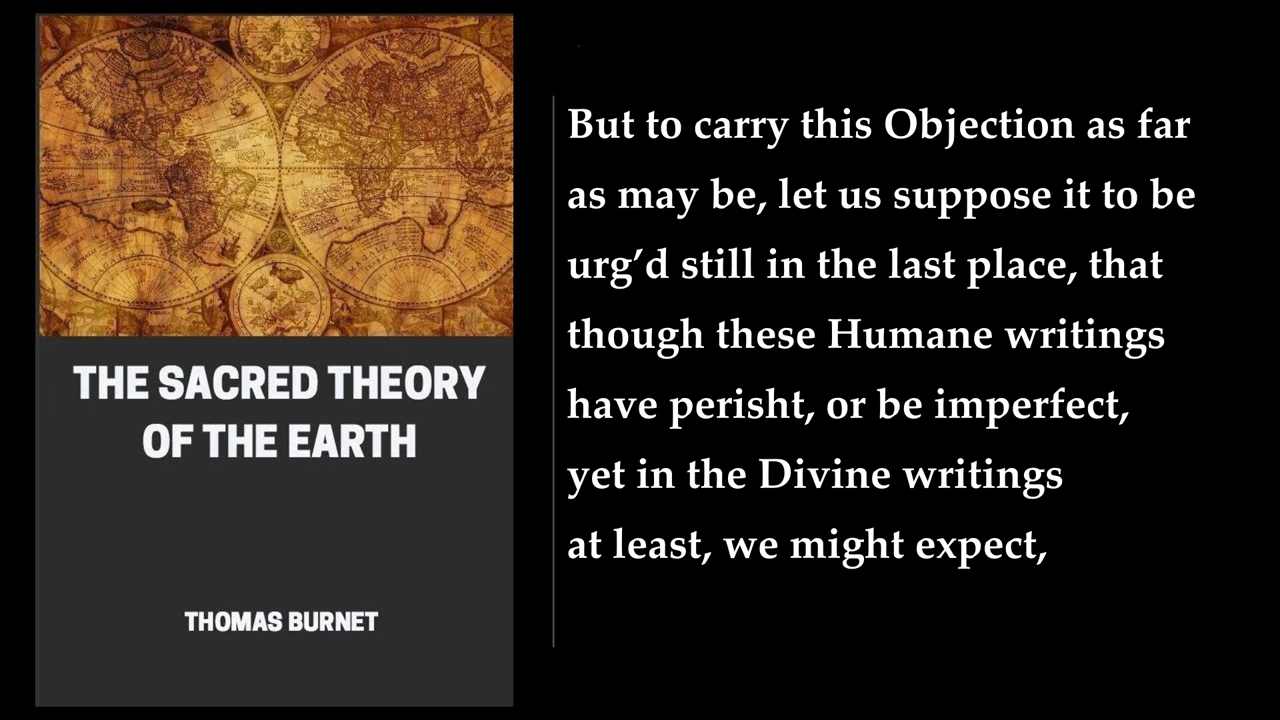 THE SACRED THEORY
OF THE EARTH
THOMAS BURNET
But to carry this Objection as far
as may be, let us suppose it to be
urg’d still in the last place, that
though these Humane writings
have perisht, or be imperfect,
yet in the Divine writings
at least, we might expect,